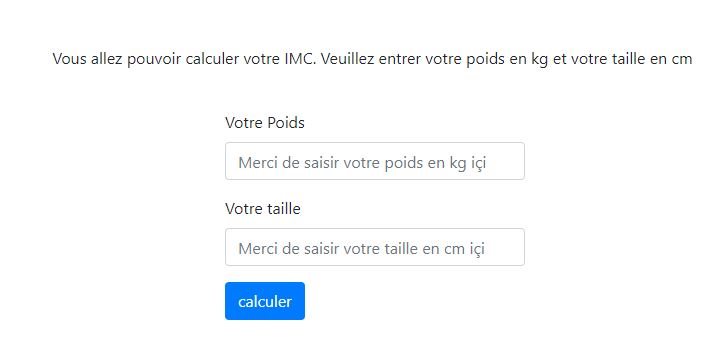 Vous allez pouvoir calculer votre IMC. Veuillez entrer votre poids en kg et votre taille en cm
Votre Poids
Merci de saisir votre poids en kg içi
Votre taille
Merci de saisir votre taille en cm içi
calculer